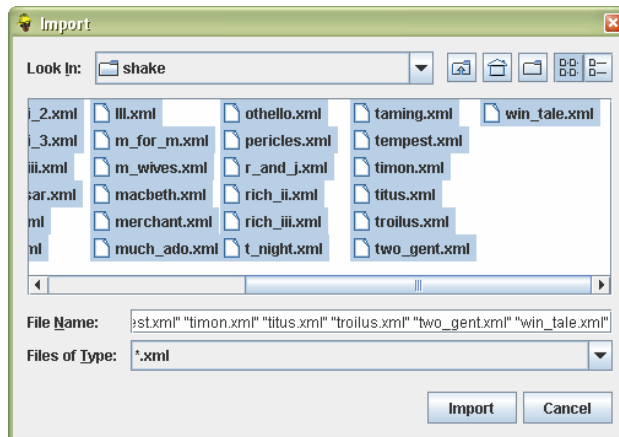 Import
Look In: shake
i_2.xml lll.xml othello.xml taming.xml win_tale.xml
i_3.xml m_for_m.xml pericles.xml tempest.xml
iii.xml m_wives.xml r_and_j.xml timon.xml
sar.xml macbeth.xml rich_ii.xml titus.xml
ml merchant.xml rich_iii.xml troilus.xml
ml much_ado.xml t_night.xml two_gent.xml
File Name: est.xml" "timon.xml" "titus.xml" "troilus.xml" "two_gent.xml" "win_tale.xml"
Files of Type: *.xml
Import Cancel